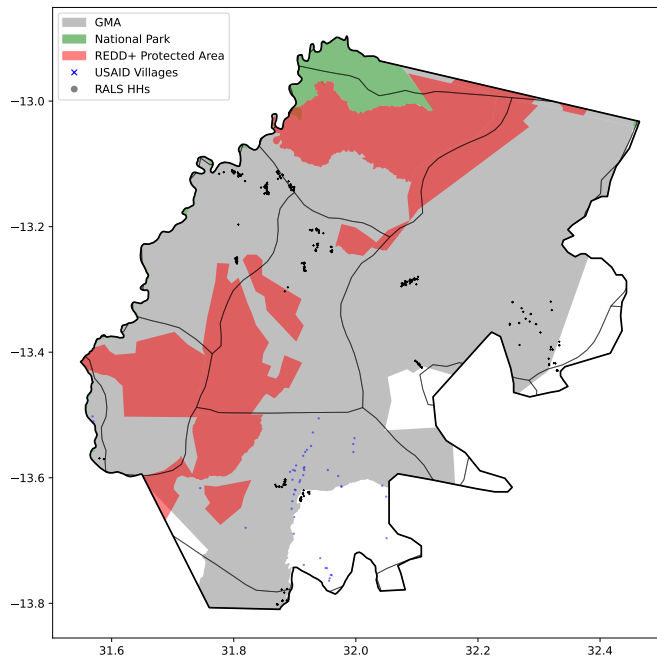 GMA
National Park
REDD+ Protected Area
USAID Villages
RALS HHs
−13.0
−13.2
−13.4
−13.6
−13.8
31.6 31.8 32.0 32.2 32.4